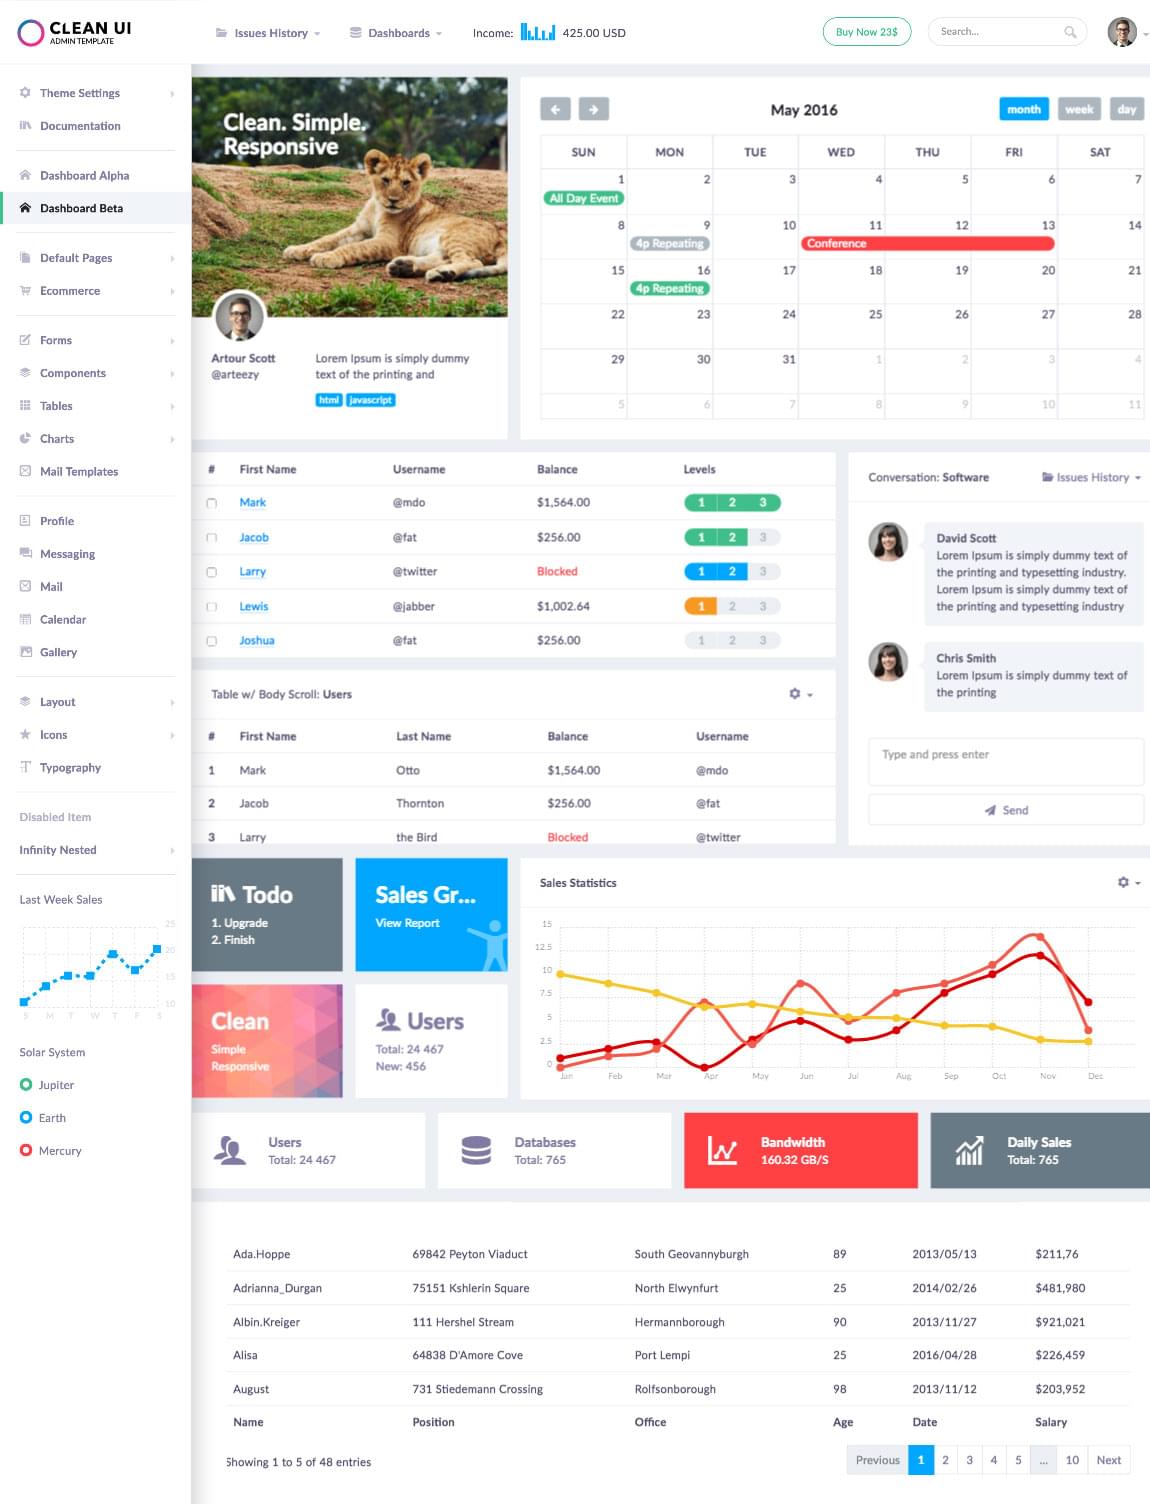 CLEAN UI
ADMIN TEMPLATE
Issues History
Dashboards
Income:
425.00 USD
Buy Now 23$
Search...
Theme Settings
Documentation
Dashboard Alpha
Dashboard Beta
Default Pages
Ecommerce
Forms
Components
Tables
Charts
Mail Templates
Profile
Messaging
Mail
Calendar
Gallery
Layout
Icons
Typography
Disabled Item
Infinity Nested
Last Week Sales
25
20
15
10
S M T W T F S
Solar System
Jupiter
Earth
Mercury
Clean. Simple.
Responsive
Artour Scott
@arteezy
Lorem Ipsum is simply dummy
text of the printing and
html javascript
May 2016
month week day
SUN MON TUE WED THU FRI SAT
1 2 3 4 5 6 7
All Day Event
8 9 10 11 12 13 14
4p Repeating Conference
15 16 17 18 19 20 21
4p Repeating
22 23 24 25 26 27 28
29 30 31 1 2 3 4
5 6 7 8 9 10 11
# First Name Username Balance Levels
Mark @mdo $1,564.00 1 2 3
Jacob @fat $256.00 1 2 3
Larry @twitter Blocked 1 2 3
Lewis @jabber $1,002.64 1 2 3
Joshua @fat $256.00 1 2 3
Conversation: Software
Issues History
David Scott
Lorem Ipsum is simply dummy text of
the printing and typesetting industry.
Lorem Ipsum is simply dummy text of
the printing and typesetting industry
Chris Smith
Lorem Ipsum is simply dummy text of
the printing
Type and press enter
Send
Table w/ Body Scroll: Users
# First Name Last Name Balance Username
1 Mark Otto $1,564.00 @mdo
2 Jacob Thornton $256.00 @fat
3 Larry the Bird Blocked @twitter
Todo
1. Upgrade
2. Finish
Sales Gr...
View Report
Clean
Simple
Responsive
Users
Total: 24 467
New: 456
Sales Statistics
15
12.5
10
7.5
5
2.5
0
Jan Feb Mar Apr May Jun Jul Aug Sep Oct Nov Dec
Users
Total: 24 467
Databases
Total: 765
Bandwidth
160.32 GB/S
Daily Sales
Total: 765
Ada.Hoppe 69842 Peyton Viaduct South Geovannyburgh 89 2013/05/13 $211,76
Adrianna_Durgan 75151 Kshlerin Square North Elwynfurt 25 2014/02/26 $481,980
Albin.Kreiger 111 Hershel Stream Hermannborough 90 2013/11/27 $921,021
Alisa 64838 D'Amore Cove Port Lempi 25 2016/04/28 $226,459
August 731 Stiedemann Crossing Rolfsonborough 98 2013/11/12 $203,952
Name Position Office Age Date Salary
Showing 1 to 5 of 48 entries
Previous 1 2 3 4 5 ... 10 Next